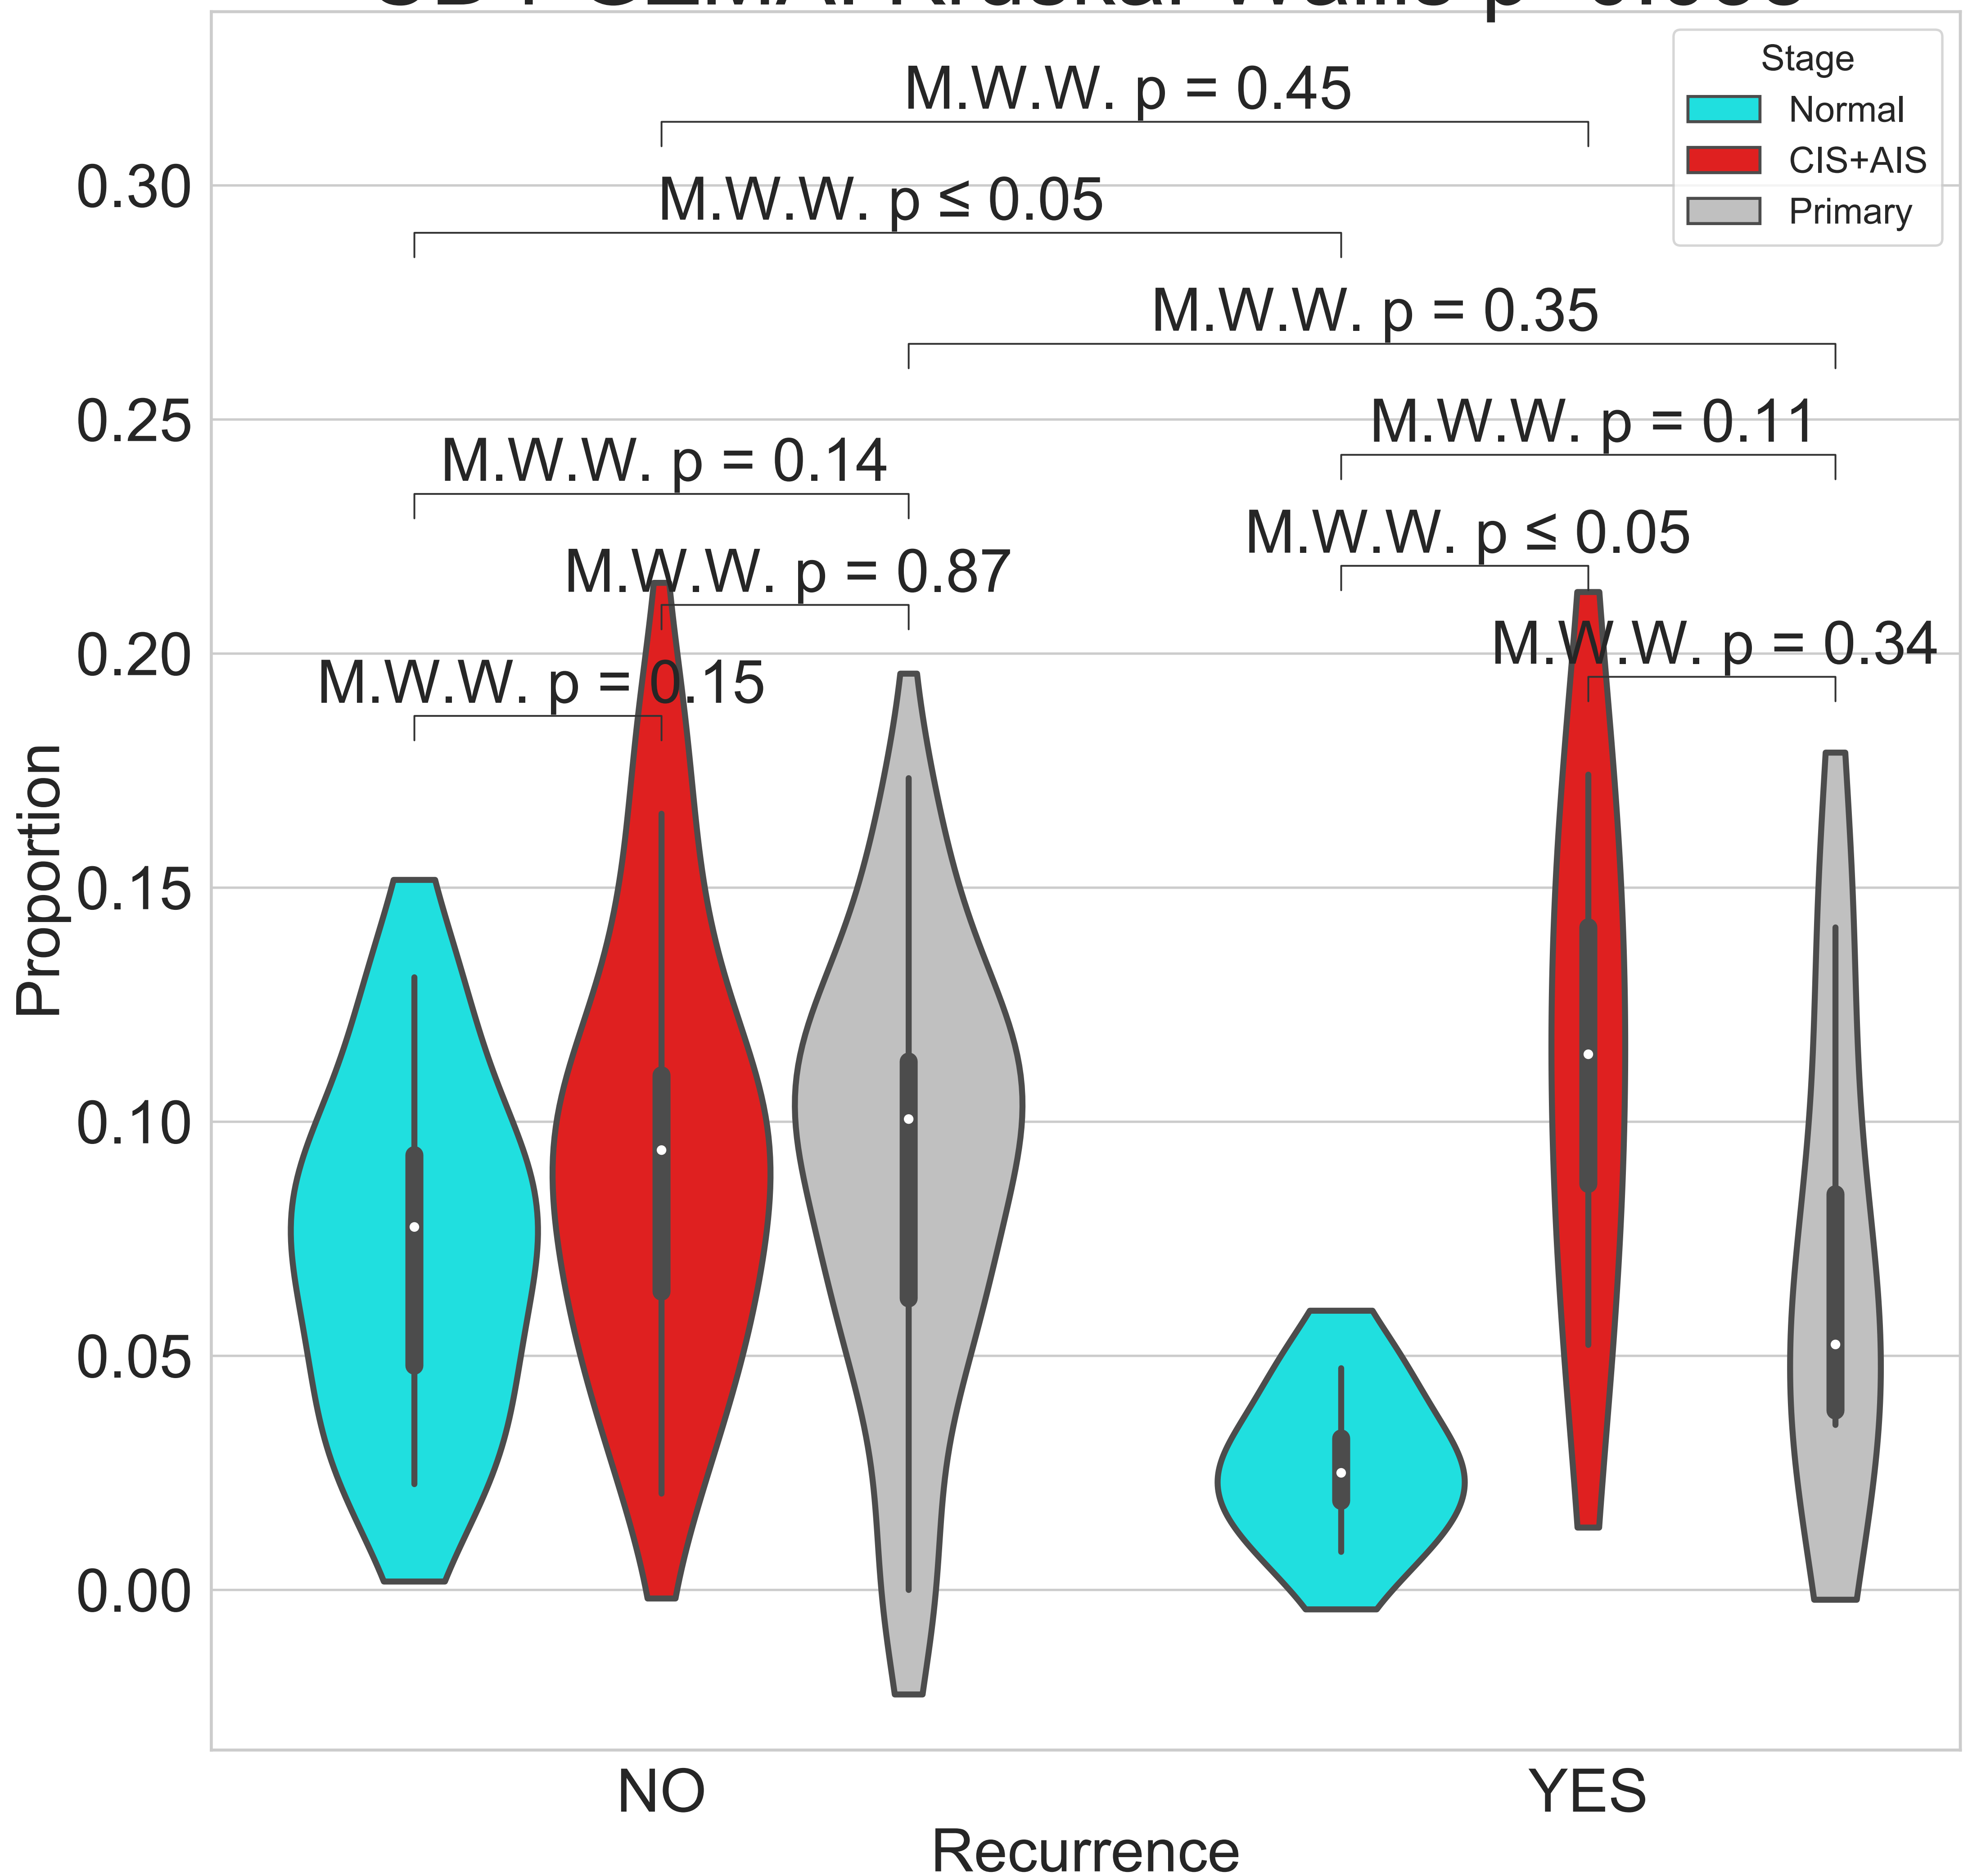 Stage
Normal
CIS+AIS
Primary
M.W.W. p = 0.45
M.W.W. p ≤ 0.05
M.W.W. p = 0.35
M.W.W. p = 0.11
M.W.W. p = 0.14
M.W.W. p ≤ 0.05
M.W.W. p = 0.87
M.W.W. p = 0.34
M.W.W. p = 0.15
0.30
0.25
0.20
0.15
0.10
0.05
0.00
Proportion
NO
YES
Recurrence